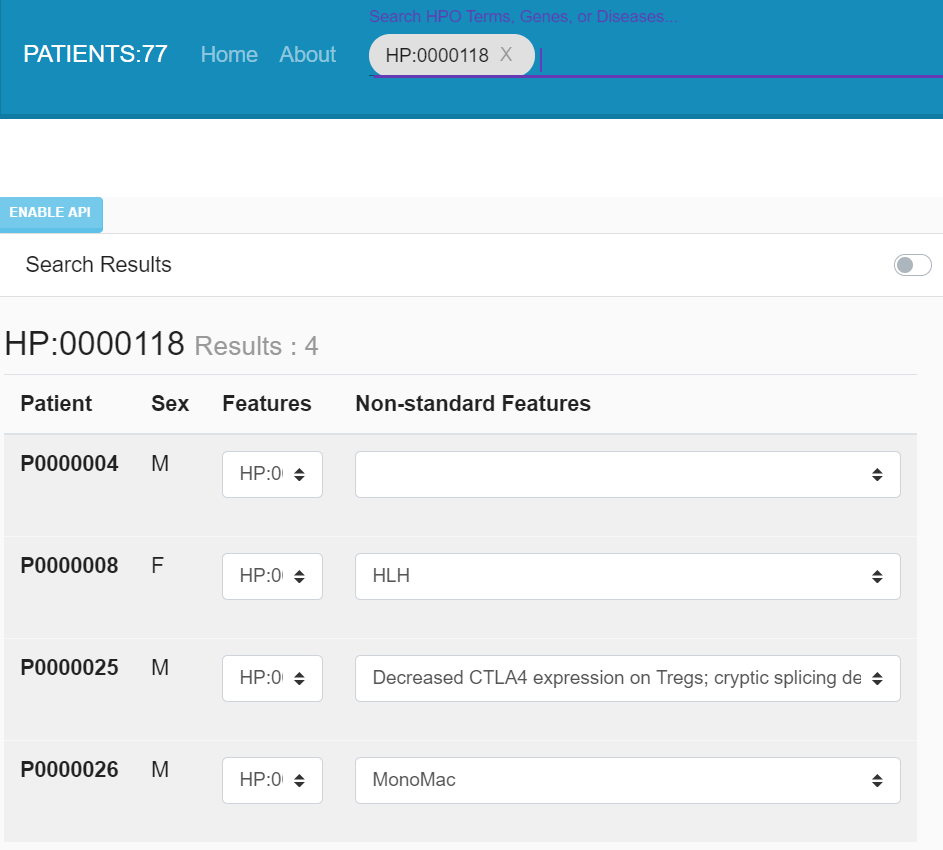 Search HPO Terms, Genes, or Diseases...
PATIENTS:77 Home About HP:0000118 X
ENABLE API
Search Results
HP:0000118 Results : 4
Patient Sex Features Non-standard Features
P0000004 M HP:0
P0000008 F HP:0 HLH
P0000025 M HP:0 Decreased CTLA4 expression on Tregs; cryptic splicing de
P0000026 M HP:0 MonoMac